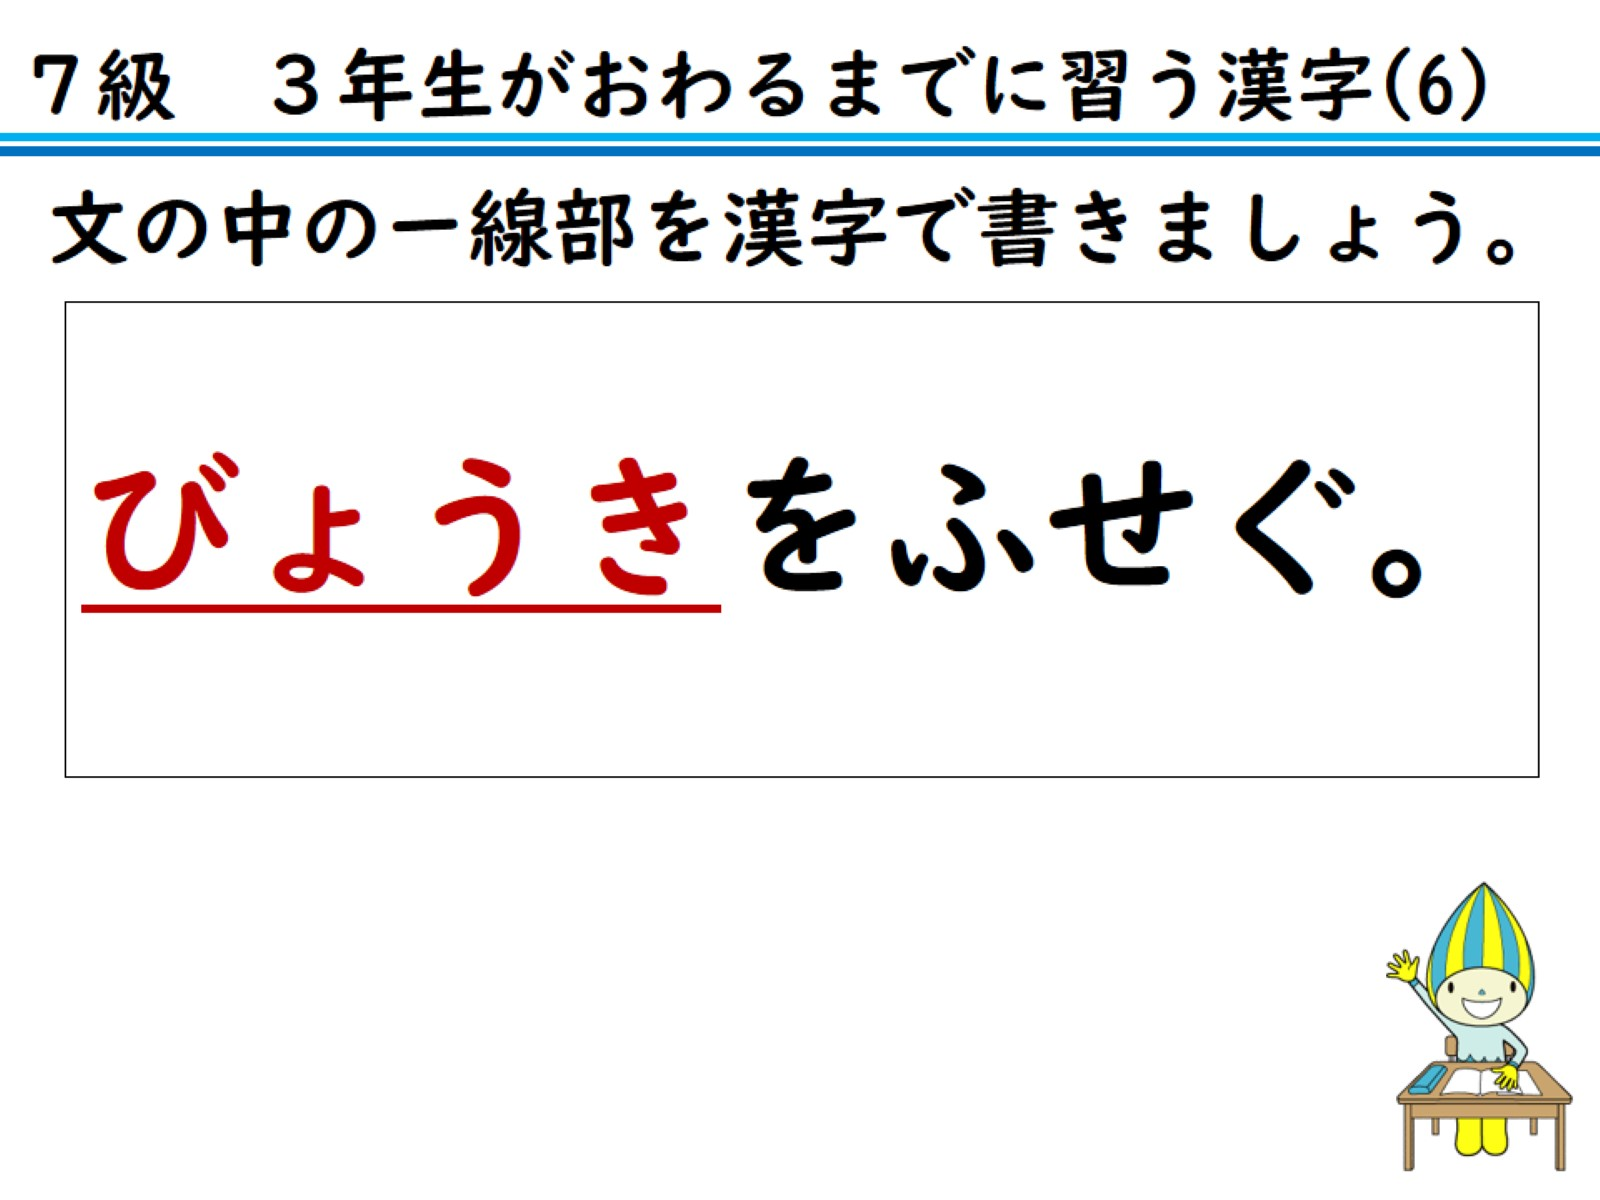 ７級　３年生がおわるまでに習う漢字(6)
文の中の一線部を漢字で書きましょう。
びょうきをふせぐ。